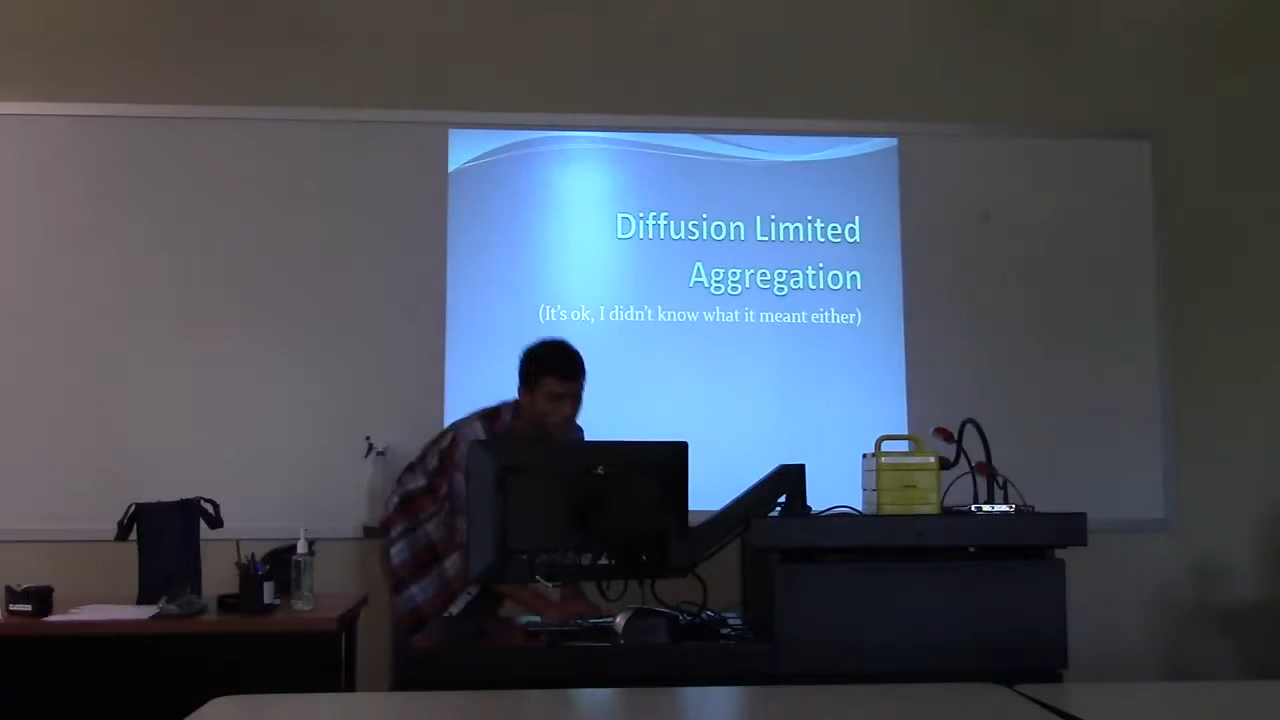 Diffusion Limited
Aggregation
(It's ok, I didn't know what it meant either)